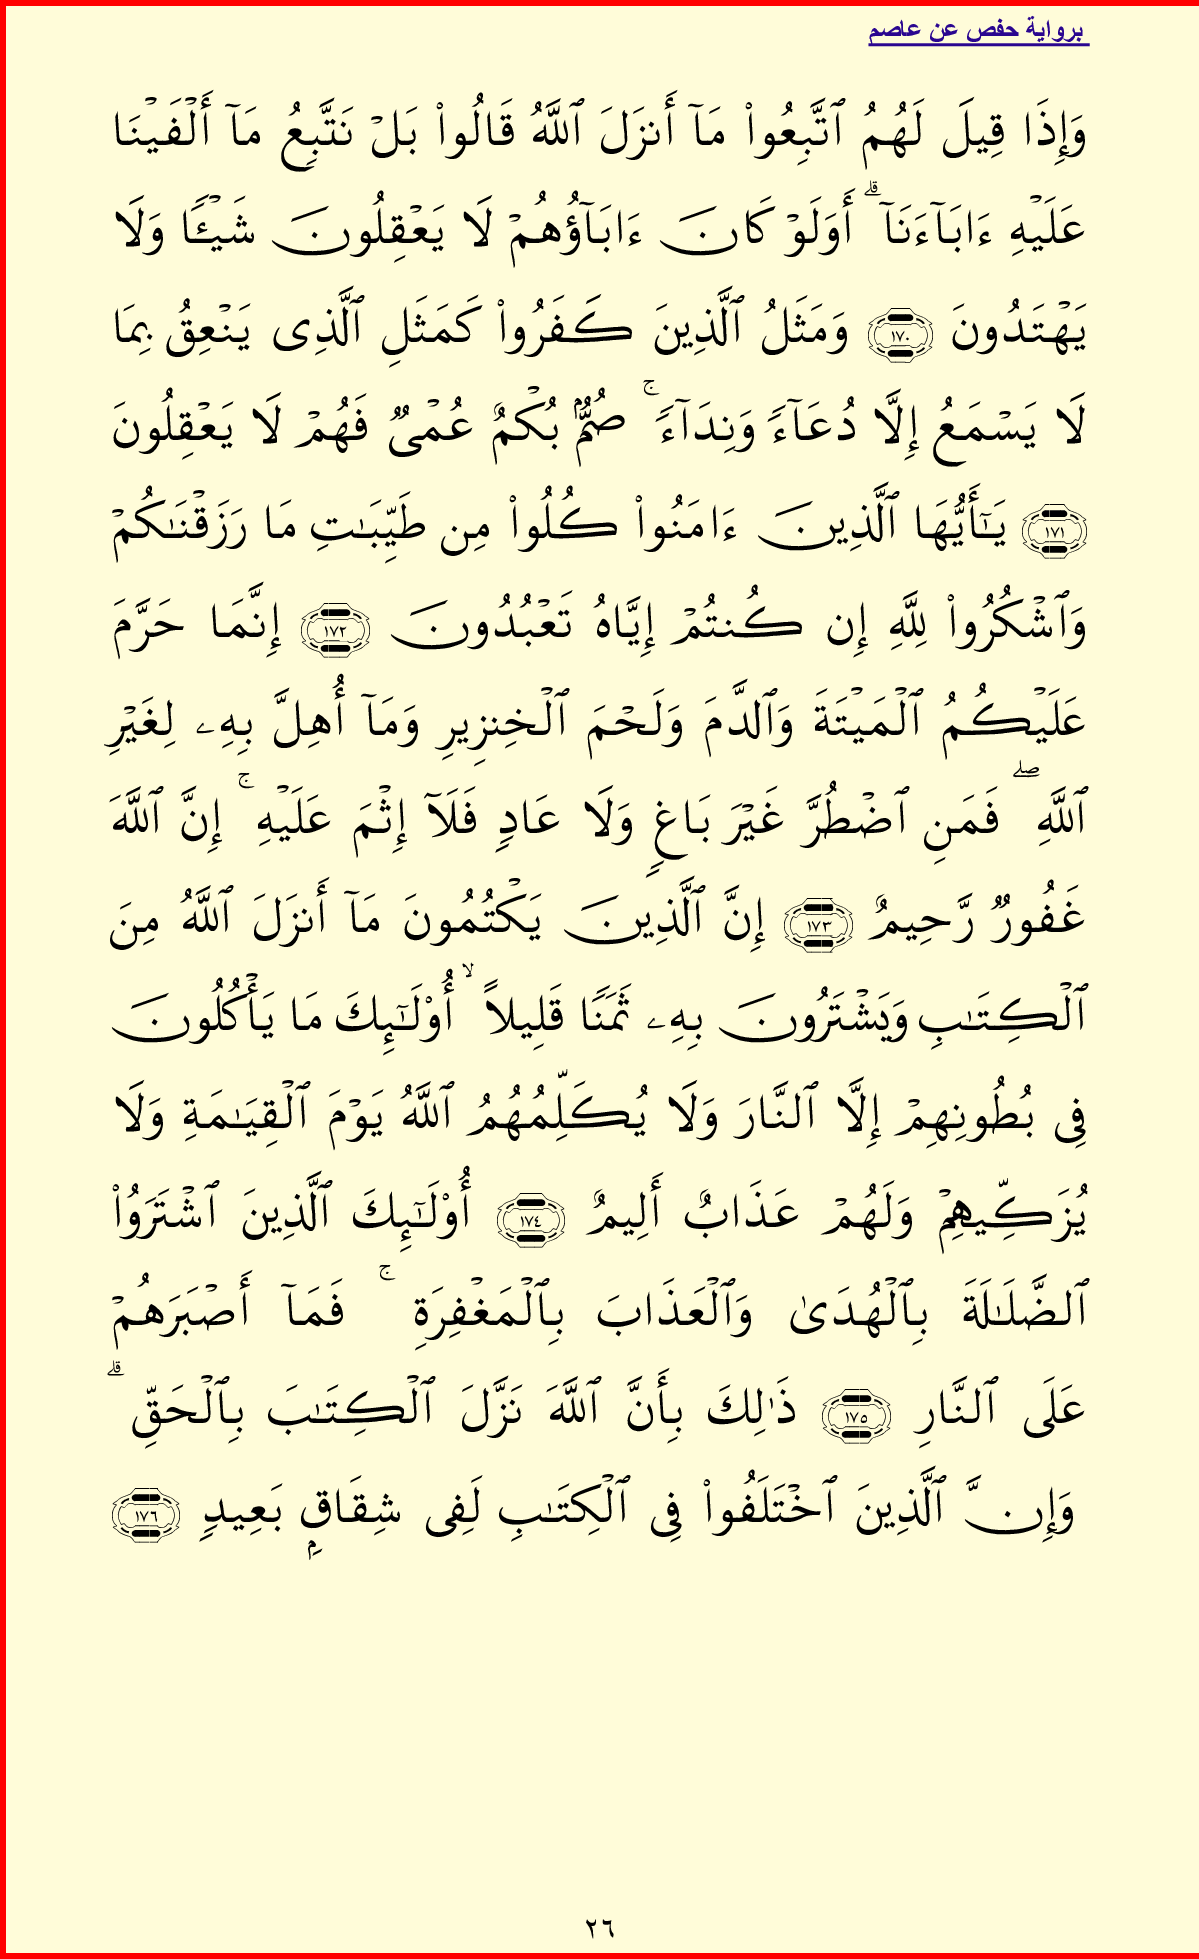 برواية حفص عن عاصم
وَإِذَا قِيلَ لَهُمُ ٱتَّبِعُوا۟ مَآ أَنزَلَ ٱللَّهُ قَالُوا۟ بَلْ نَتَّبِعُ مَآ أَلْفَيْنَا
عَلَيْهِ ءَابَآءَنَآ ۗ أَوَلَوْ كَانَ ءَابَآؤُهُمْ لَا يَعْقِلُونَ شَيْـًٔا وَلَا
يَهْتَدُونَ ١٧٠ وَمَثَلُ ٱلَّذِينَ كَفَرُوا۟ كَمَثَلِ ٱلَّذِى يَنْعِقُ بِمَا
لَا يَسْمَعُ إِلَّا دُعَآءً وَنِدَآءً ۚ صُمٌّۢ بُكْمٌ عُمْىٌ فَهُمْ لَا يَعْقِلُونَ
١٧١ يَـٰٓأَيُّهَا ٱلَّذِينَ ءَامَنُوا۟ كُلُوا۟ مِن طَيِّبَـٰتِ مَا رَزَقْنَـٰكُمْ
وَٱشْكُرُوا۟ لِلَّهِ إِن كُنتُمْ إِيَّاهُ تَعْبُدُونَ ١٧٢ إِنَّمَا حَرَّمَ
عَلَيْكُمُ ٱلْمَيْتَةَ وَٱلدَّمَ وَلَحْمَ ٱلْخِنزِيرِ وَمَآ أُهِلَّ بِهِۦ لِغَيْرِ
ٱللَّهِ ۖ فَمَنِ ٱضْطُرَّ غَيْرَ بَاغٍ وَلَا عَادٍ فَلَآ إِثْمَ عَلَيْهِ ۚ إِنَّ ٱللَّهَ
غَفُورٌ رَّحِيمٌ ١٧٣ إِنَّ ٱلَّذِينَ يَكْتُمُونَ مَآ أَنزَلَ ٱللَّهُ مِنَ
ٱلْكِتَـٰبِ وَيَشْتَرُونَ بِهِۦ ثَمَنًا قَلِيلًا ۙ أُو۟لَـٰٓئِكَ مَا يَأْكُلُونَ
فِى بُطُونِهِمْ إِلَّا ٱلنَّارَ وَلَا يُكَلِّمُهُمُ ٱللَّهُ يَوْمَ ٱلْقِيَـٰمَةِ وَلَا
يُزَكِّيهِمْ وَلَهُمْ عَذَابٌ أَلِيمٌ ١٧٤ أُو۟لَـٰٓئِكَ ٱلَّذِينَ ٱشْتَرَوُا۟
ٱلضَّلَـٰلَةَ بِٱلْهُدَىٰ وَٱلْعَذَابَ بِٱلْمَغْفِرَةِ ۚ فَمَآ أَصْبَرَهُمْ
عَلَى ٱلنَّارِ ١٧٥ ذَٰلِكَ بِأَنَّ ٱللَّهَ نَزَّلَ ٱلْكِتَـٰبَ بِٱلْحَقِّ ۗ
وَإِنَّ ٱلَّذِينَ ٱخْتَلَفُوا۟ فِى ٱلْكِتَـٰبِ لَفِى شِقَاقٍۭ بَعِيدٍ ١٧٦
٢٦